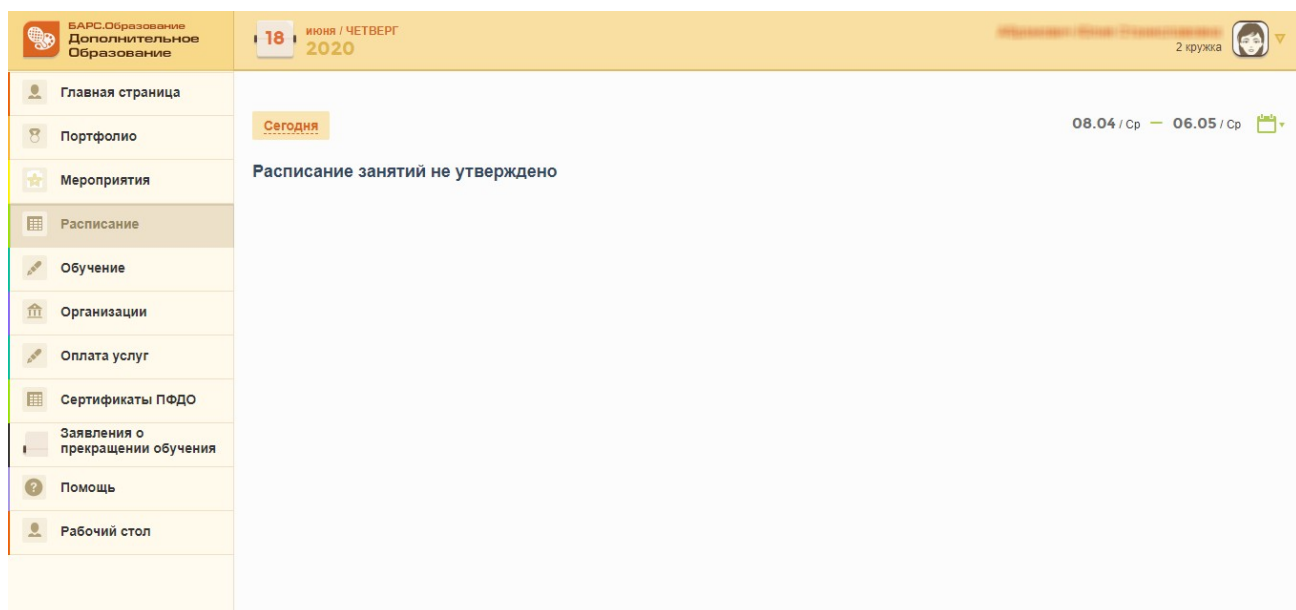 БАРС.Образование
Дополнительное
Образование
18
июня / ЧЕТВЕРГ
2020
2 кружка
Главная страница
Портфолио
Мероприятия
Расписание
Обучение
Организации
Оплата услуг
Сертификаты ПФДО
Заявления о
прекращении обучения
Помощь
Рабочий стол
Сегодня
08.04 / Ср — 06.05 / Ср
Расписание занятий не утверждено